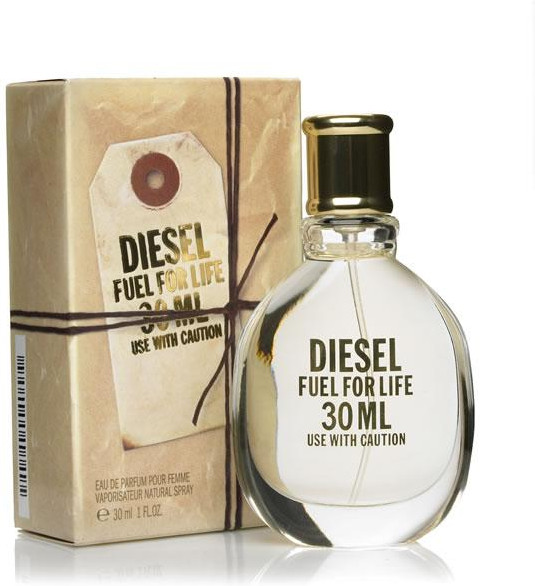 DIESEL
FUEL FOR LIFE
30 ML
USE WITH CAUTION
EAU DE PARFUM POUR FEMME
VAPORISATEUR NATURAL SPRAY
e 30 ml 1 FL.OZ.
DIESEL
FUEL FOR LIFE
30 ML
USE WITH CAUTION